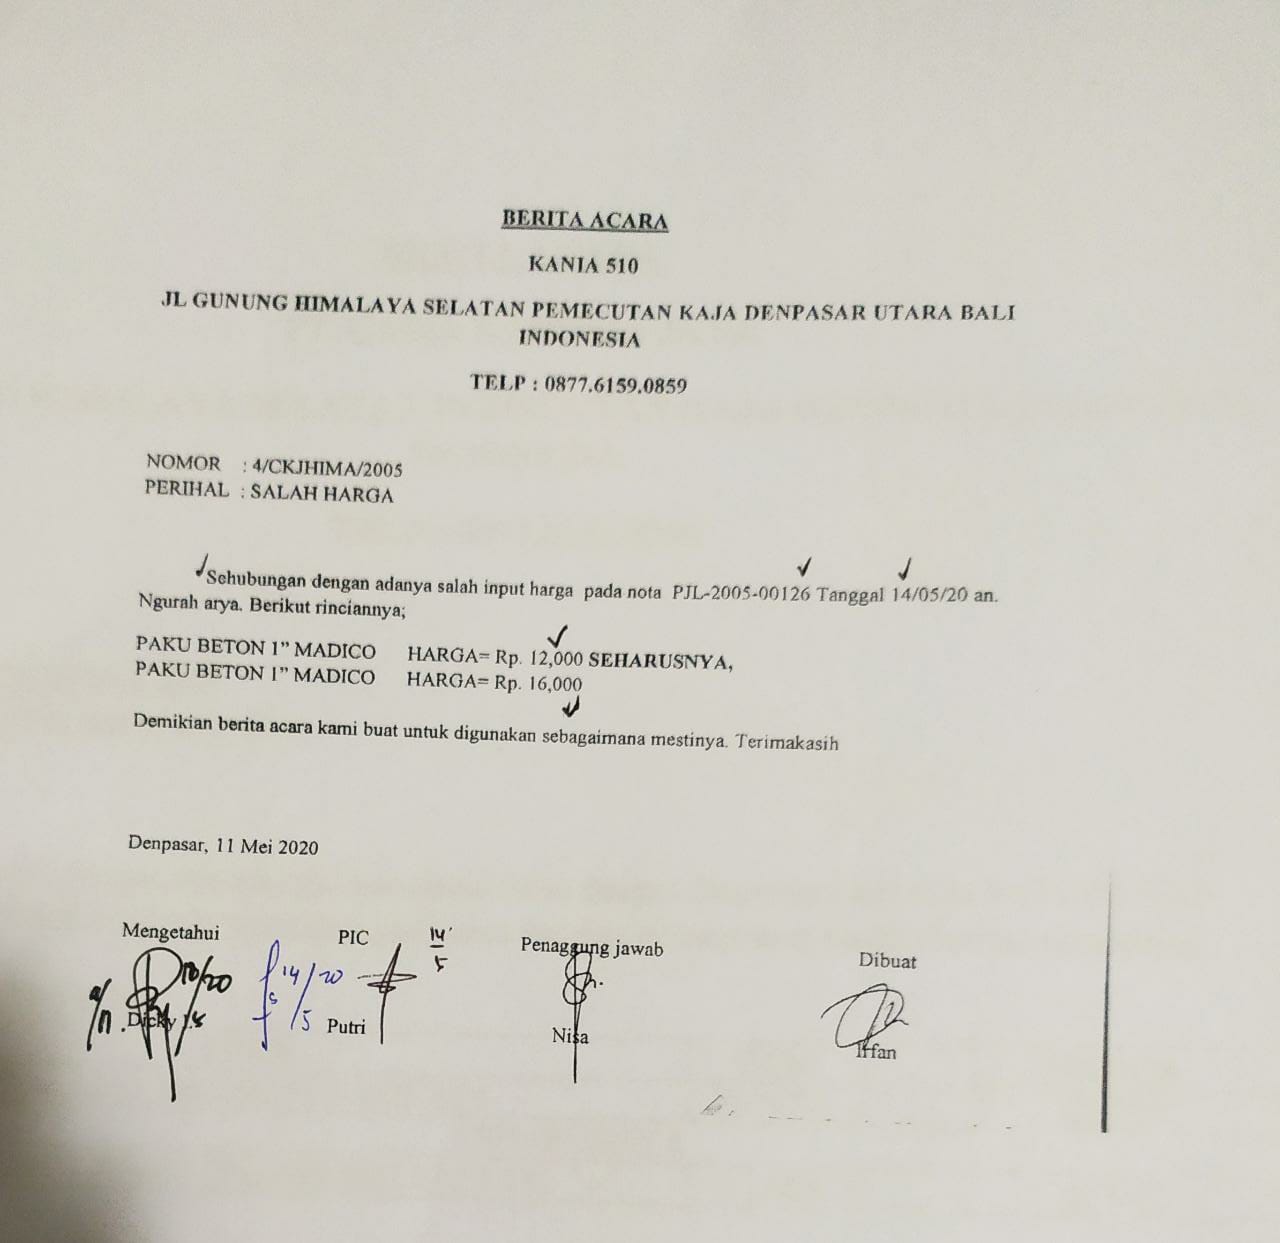 BERITA ACARA
KANIA 510
JL GUNUNG HIMALAYA SELATAN PEMECUTAN KAJA DENPASAR UTARA BALI
INDONESIA
TELP : 0877.6159.0859
NOMOR : 4/CKJHIMA/2005
PERIHAL : SALAH HARGA
Sehubungan dengan adanya salah input harga pada nota PJL-2005-00126 Tanggal 14/05/20 an.
Ngurah arya. Berikut rinciannya;
PAKU BETON 1” MADICO HARGA= Rp. 12,000 SEHARUSNYA,
PAKU BETON 1” MADICO HARGA= Rp. 16,000
Demikian berita acara kami buat untuk digunakan sebagaimana mestinya. Terimakasih
Denpasar, 11 Mei 2020
Mengetahui PIC 14/5 Penaggung jawab Dibuat
14/20
/5
a/n. Dicky Putri Nisa Irfan